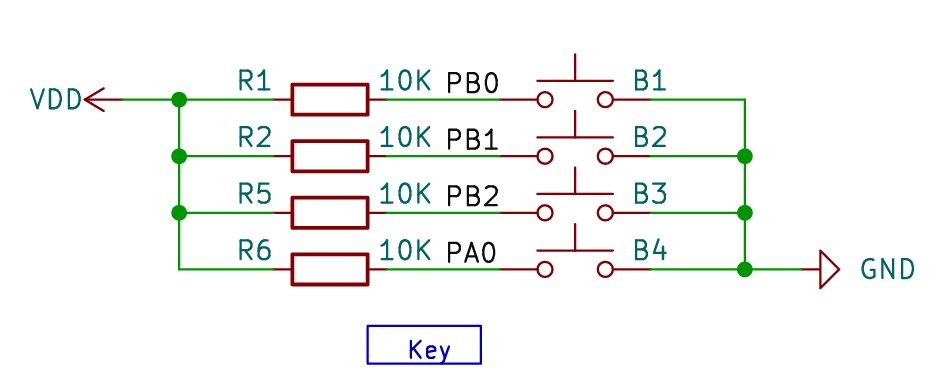 VDD R1 10K PB0 B1
R2 10K PB1 B2
R5 10K PB2 B3
R6 10K PA0 B4 GND
Key